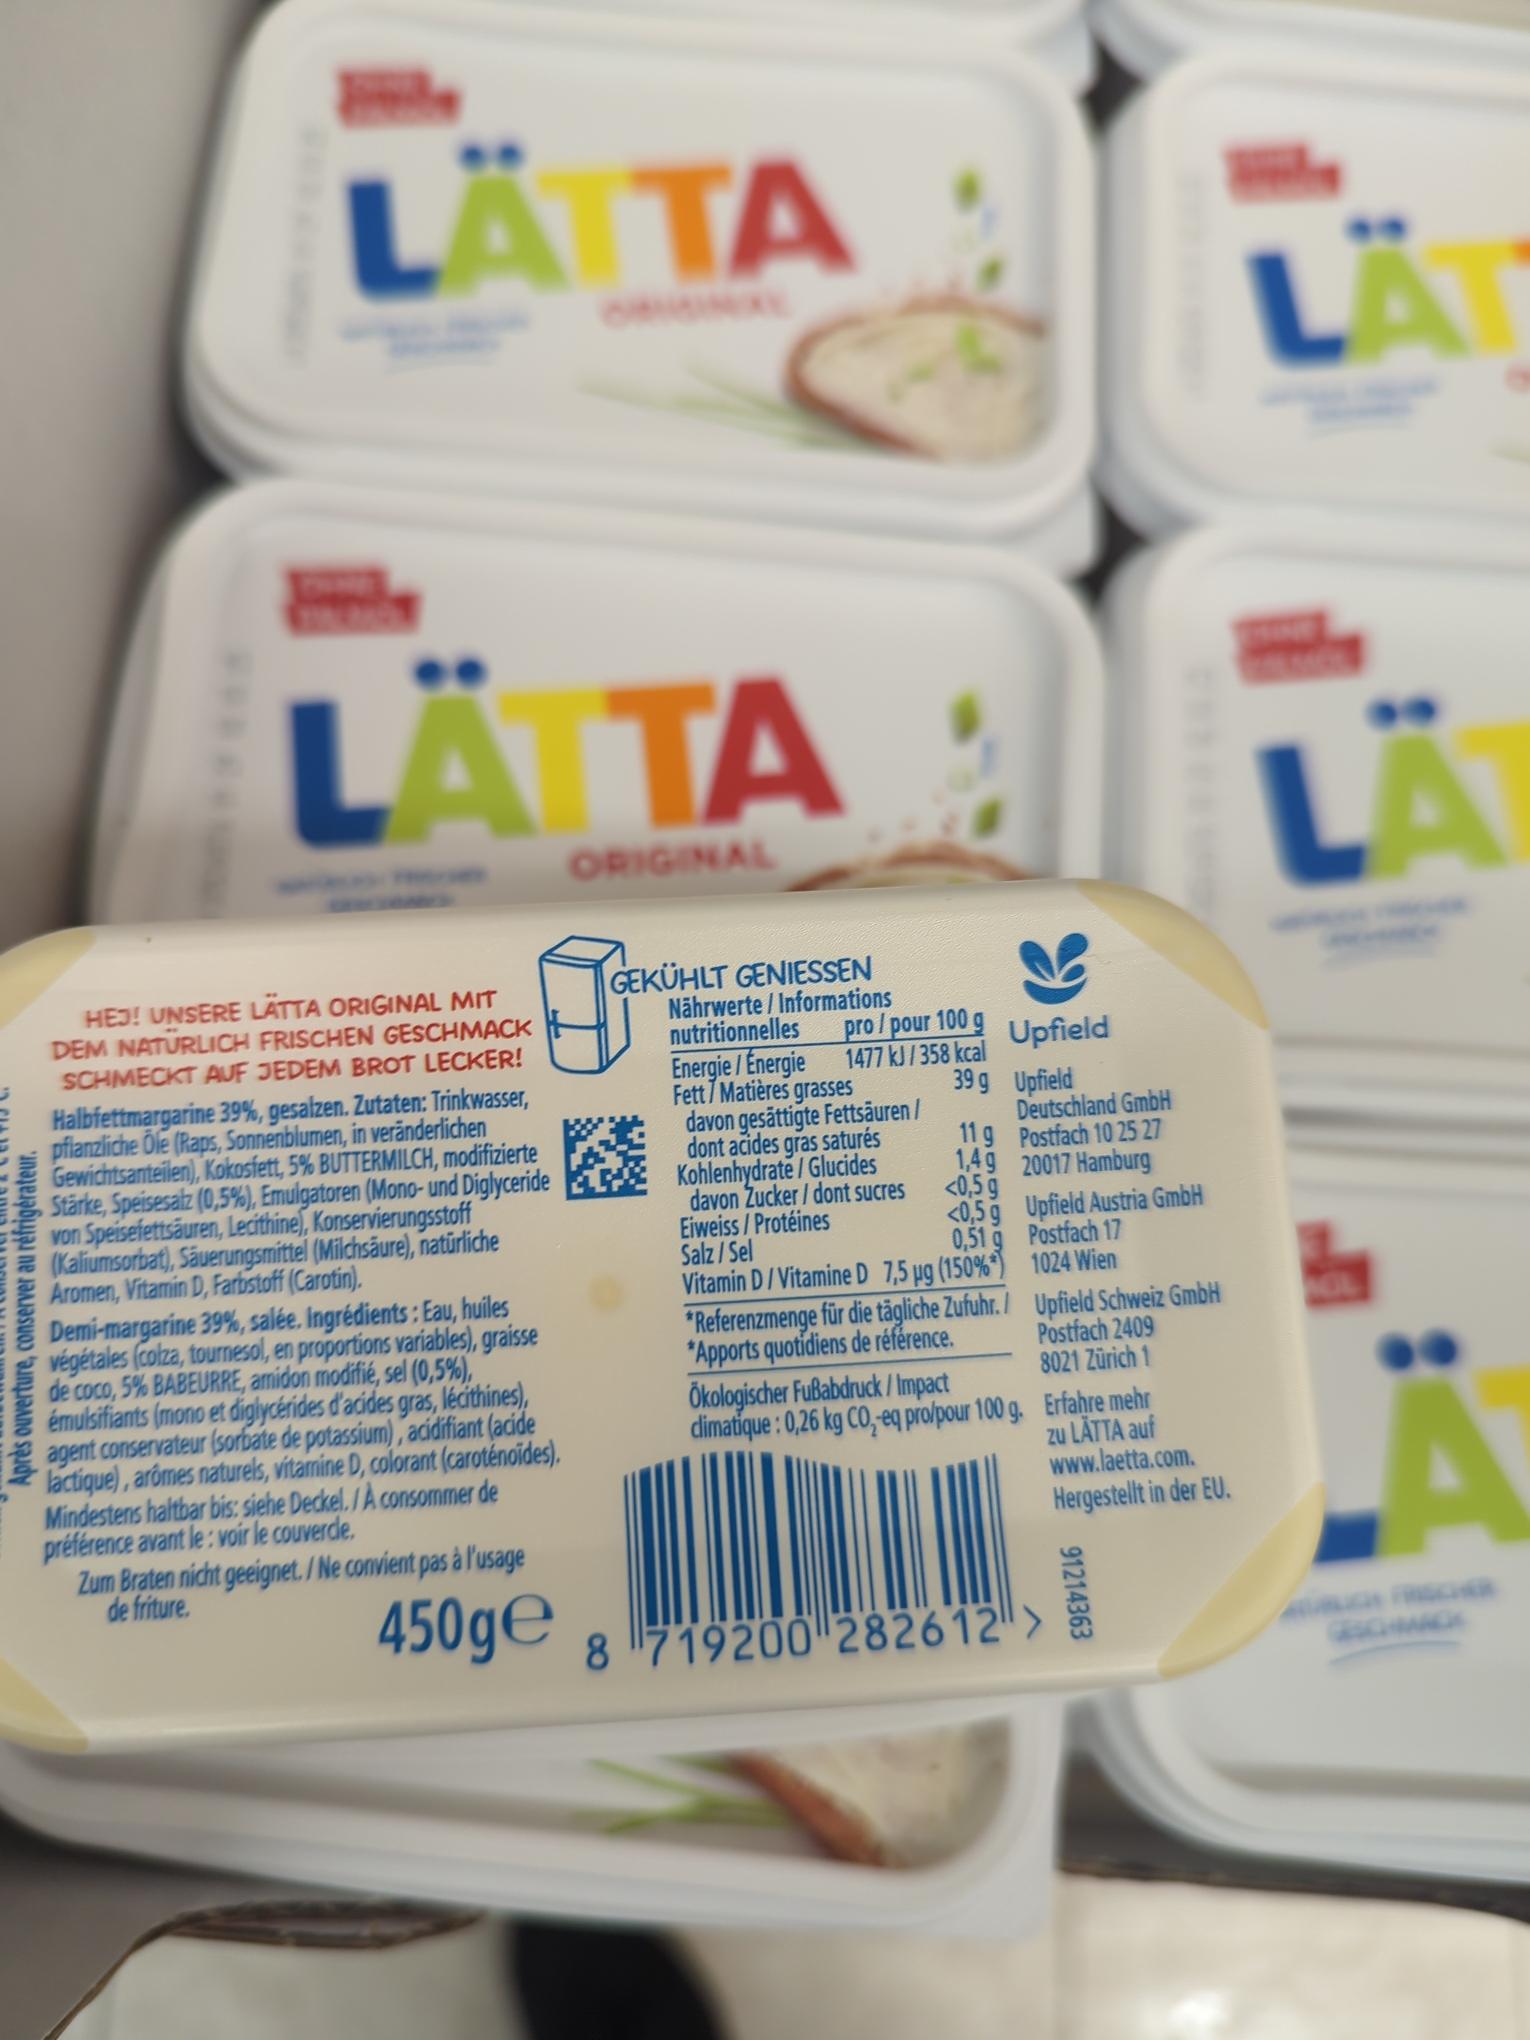 LÄTTA
ORIGINAL
LÄT
OHNE
PALMÖL
LÄTTA
ORIGINAL
NATÜRLICH FRISCHER
GESCHMACK
LÄT
HEJ! UNSERE LÄTTA ORIGINAL MIT
DEM NATÜRLICH FRISCHEN GESCHMACK
SCHMECKT AUF JEDEM BROT LECKER!
Halbfettmargarine 39%, gesalzen. Zutaten: Trinkwasser,
pflanzliche Öle (Raps, Sonnenblumen, in veränderlichen
Gewichtsanteilen), Kokosfett, 5% BUTTERMILCH, modifizierte
Stärke, Speisesalz (0,5%), Emulgatoren (Mono- und Diglyceride
von Speisefettsäuren, Lecithine), Konservierungsstoff
(Kaliumsorbat), Säuerungsmittel (Milchsäure), natürliche
Aromen, Vitamin D, Farbstoff (Carotin).
Demi-margarine 39%, salée. Ingrédients : Eau, huiles
végétales (colza, tournesol, en proportions variables), graisse
de coco, 5% BABEURRE, amidon modifié, sel (0,5%),
émulsifiants (mono et diglycérides d'acides gras, lécithines),
agent conservateur (sorbate de potassium) , acidifiant (acide
lactique) , arômes naturels, vitamine D, colorant (caroténoïdes).
Mindestens haltbar bis: siehe Deckel. / À consommer de
préférence avant le : voir le couvercle.
Zum Braten nicht geeignet. / Ne convient pas à l'usage
de friture.
450g e
Après ouverture, conserver au réfrigérateur.
GEKÜHLT GENIESSEN
Nährwerte / Informations
nutritionnelles pro / pour 100 g
Energie / Énergie 1477 kJ / 358 kcal
Fett / Matières grasses 39 g
davon gesättigte Fettsäuren /
dont acides gras saturés 11 g
Kohlenhydrate / Glucides 1,4 g
davon Zucker / dont sucres <0,5 g
Eiweiss / Protéines <0,5 g
Salz / Sel 0,51 g
Vitamin D / Vitamine D 7,5 µg (150%*)
*Referenzmenge für die tägliche Zufuhr. /
*Apports quotidiens de référence.
Ökologischer Fußabdruck / Impact
climatique : 0,26 kg CO₂-eq pro/pour 100 g.
8 719200 282612 >
Upfield
Upfield
Deutschland GmbH
Postfach 10 25 27
20017 Hamburg
Upfield Austria GmbH
Postfach 17
1024 Wien
Upfield Schweiz GmbH
Postfach 2409
8021 Zürich 1
Erfahre mehr
zu LÄTTA auf
www.laetta.com.
Hergestellt in der EU.
91214363
LÄT
NATÜRLICH FRISCHER
GESCHMACK